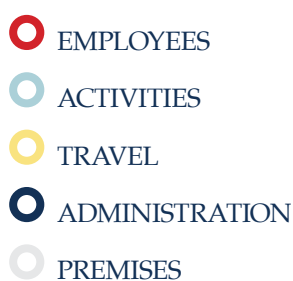 EMPLOYEES
ACTIVITIES
TRAVEL
ADMINISTRATION
PREMISES